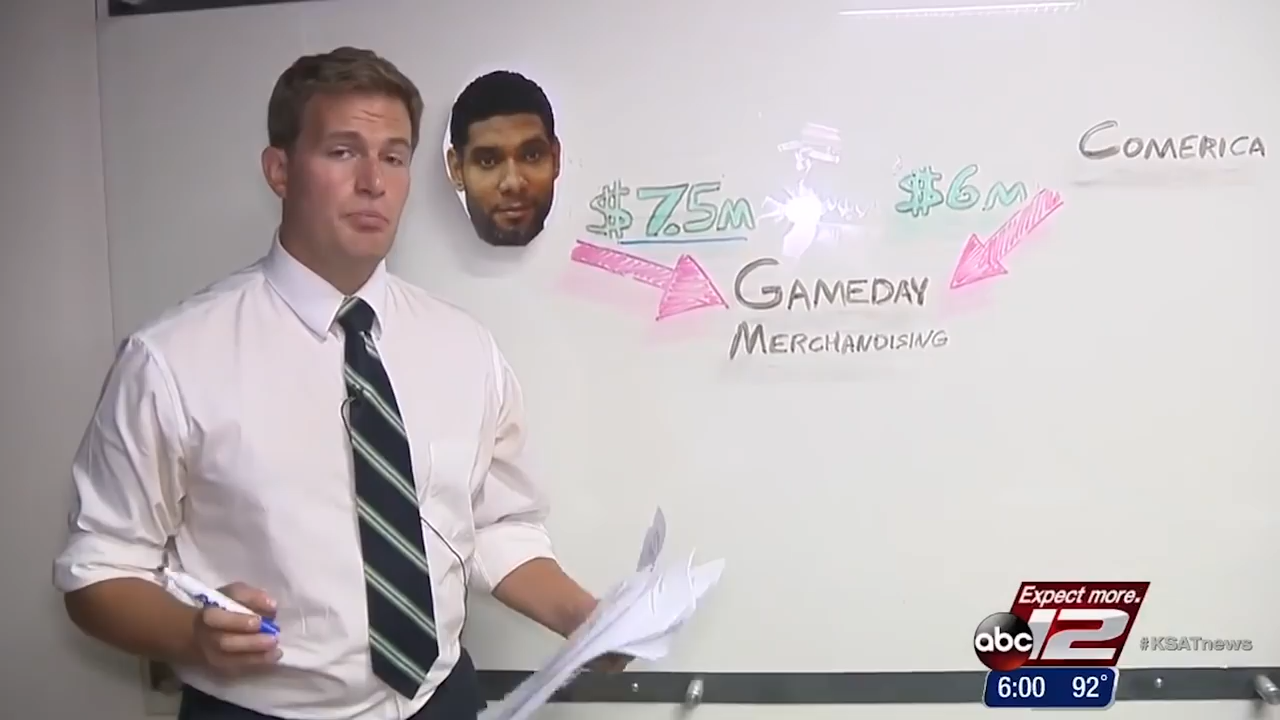 COMERICA
$7.5M
$6M
GAMEDAY
MERCHANDISING
Expect more.
abc 12
#KSATnews
6:00 92°